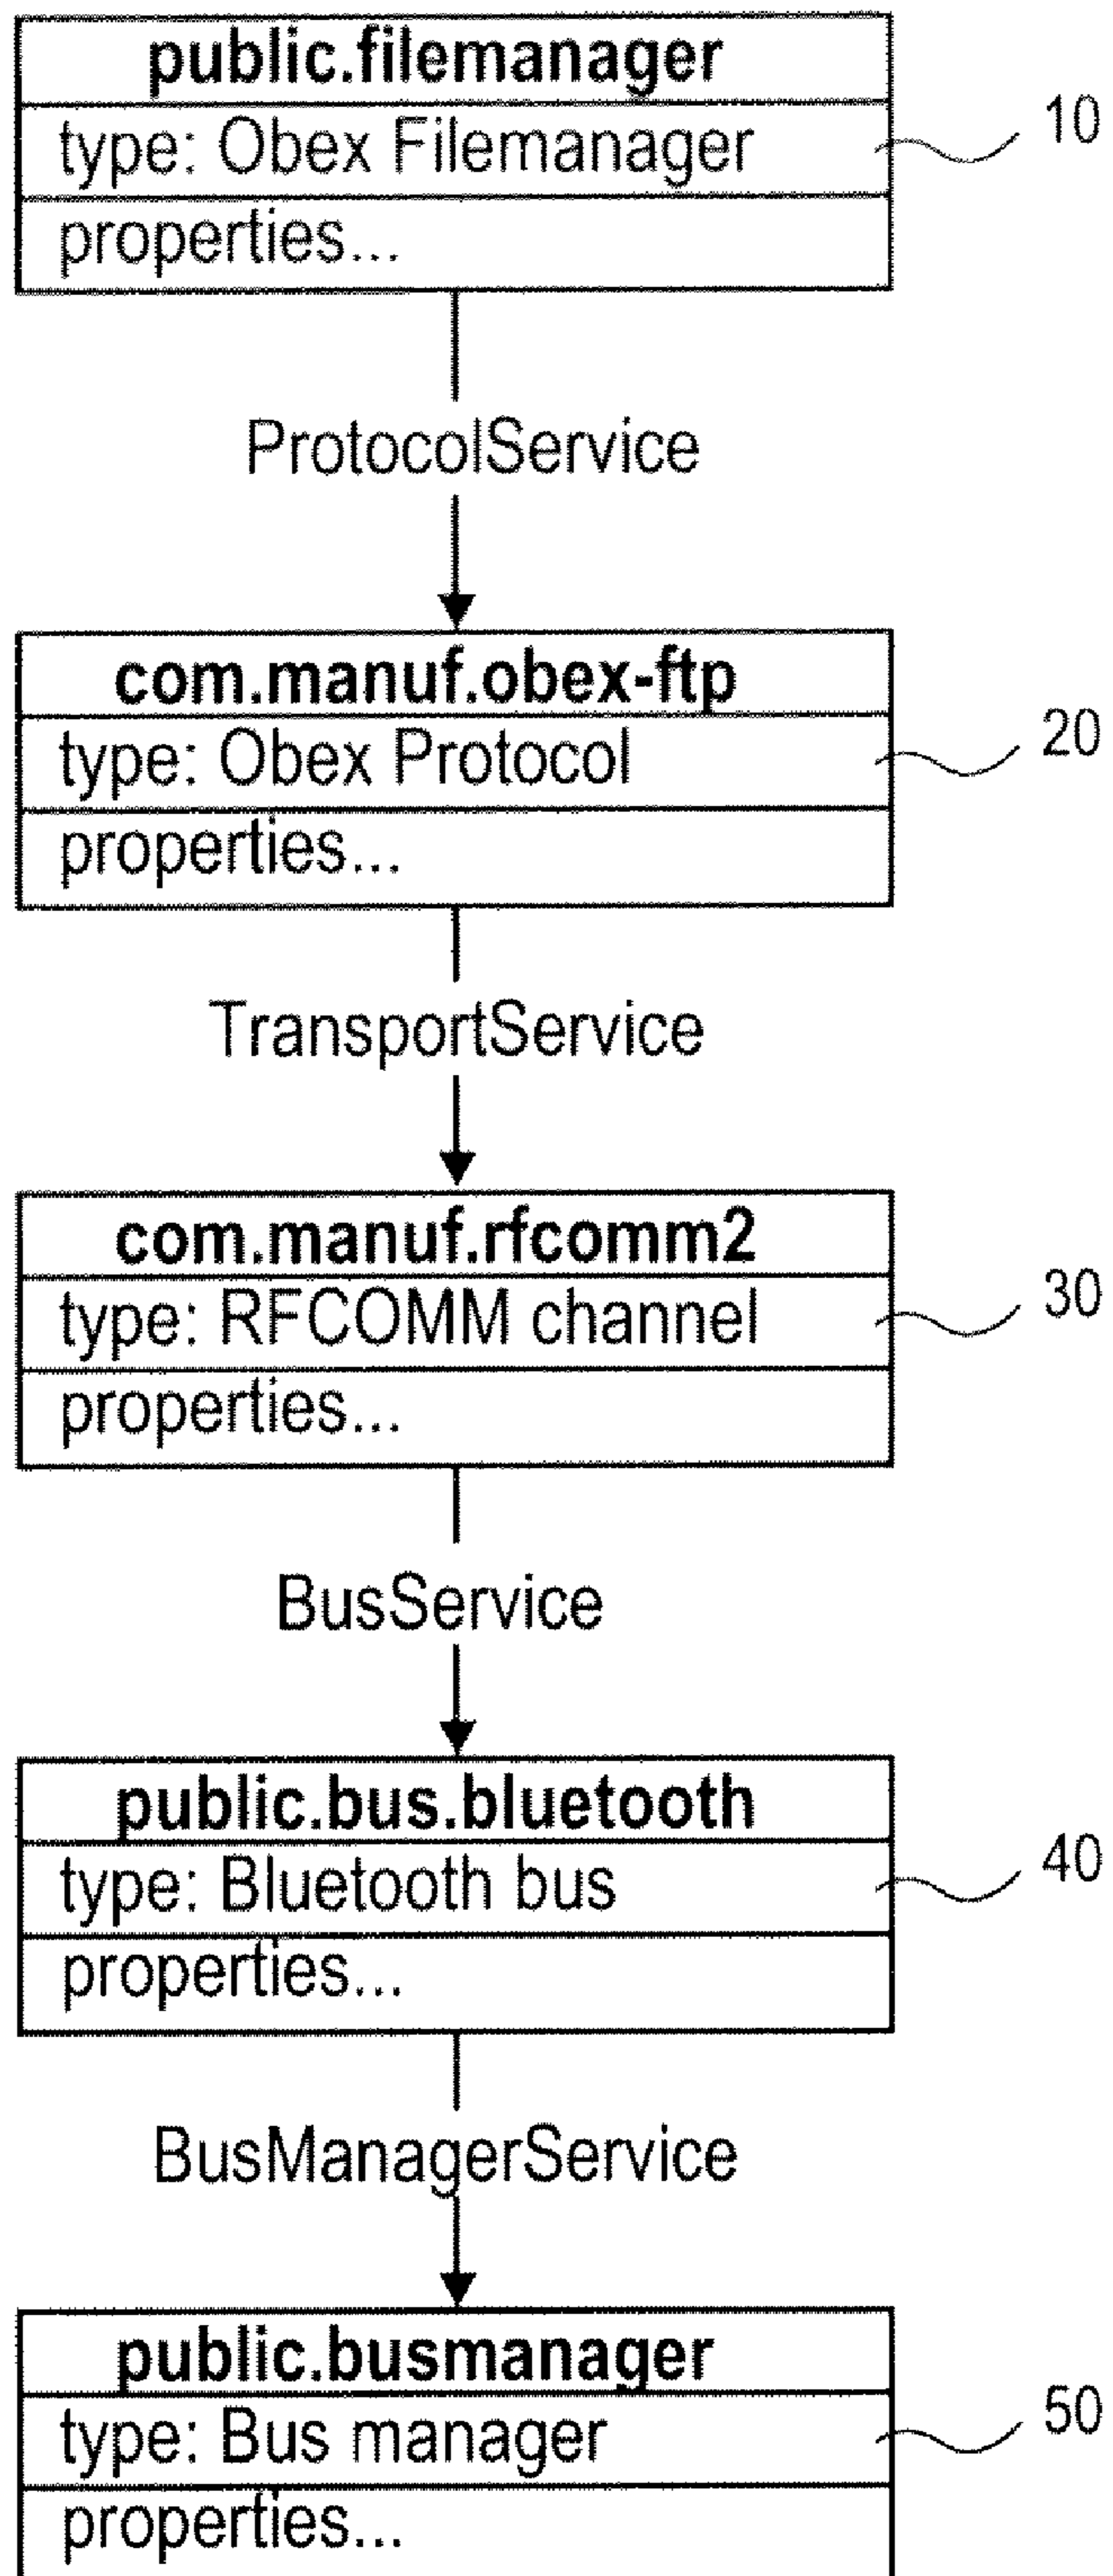 public.filemanager
type: Obex Filemanager
10
properties...
ProtocolService
com.manuf.obex-ftp
type: Obex Protocol
20
properties...
TransportService
com.manuf.rfcomm2
type: RFCOMM channel
30
properties...
BusService
public.bus.bluetooth
type: Bluetooth bus
40
properties...
BusManagerService
public.busmanager
type: Bus manager
50
properties...